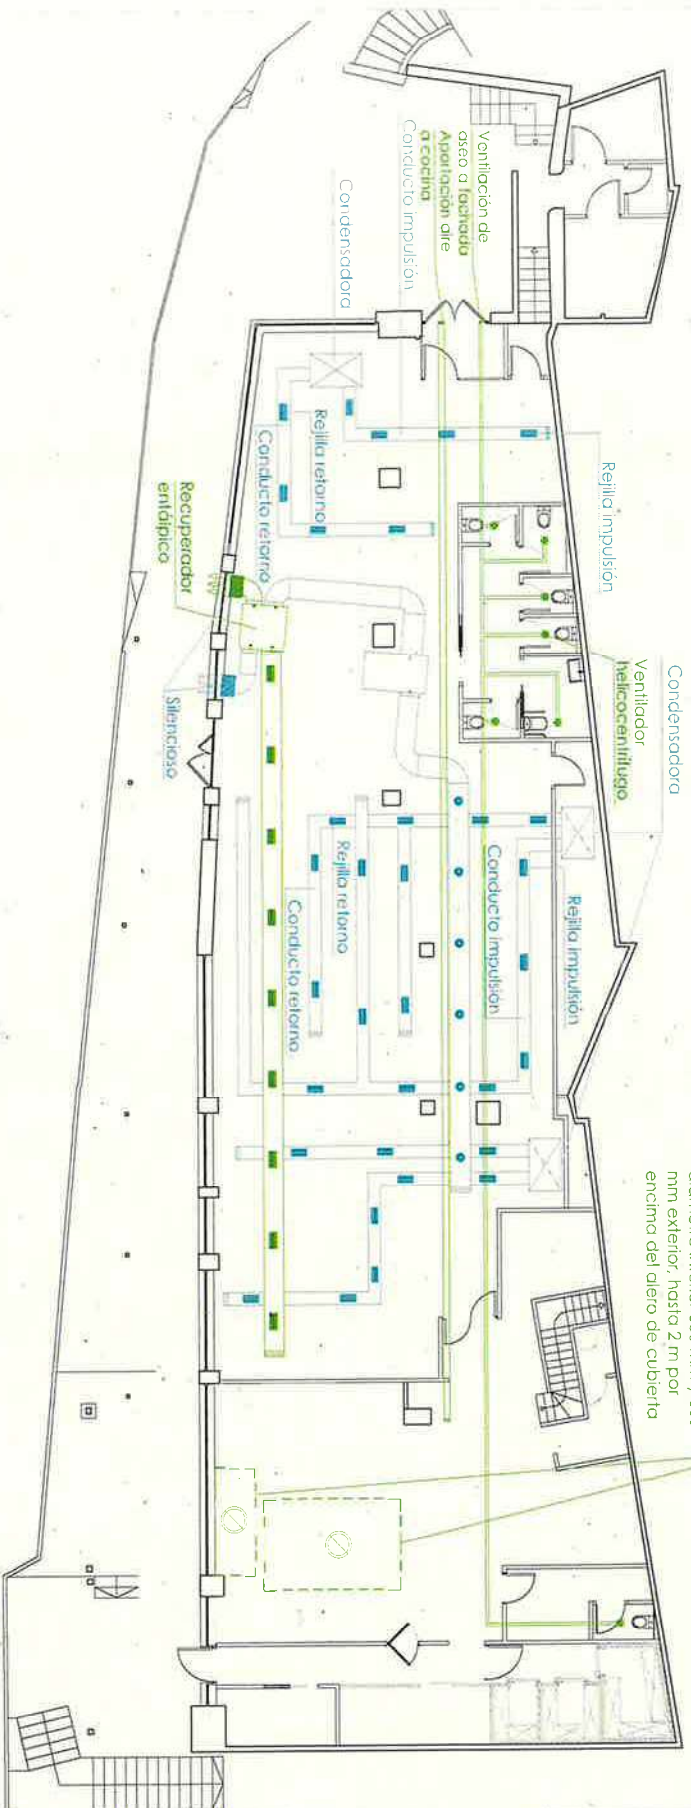 Ventilación de
aseo a fachada
Aportación aire
a cocina
Conducto impulsión
Condensadora
Rejilla impulsión
Condensadora
Ventilador
helicocentrífugo
Rejilla retorno
Conducto retorno
Recuperador
entálpico
Silencioso
Rejilla impulsión
Conducto impulsión
Rejilla retorno
Conducto retorno
mm exterior, hasta 2 m por
encima del alero de cubierta